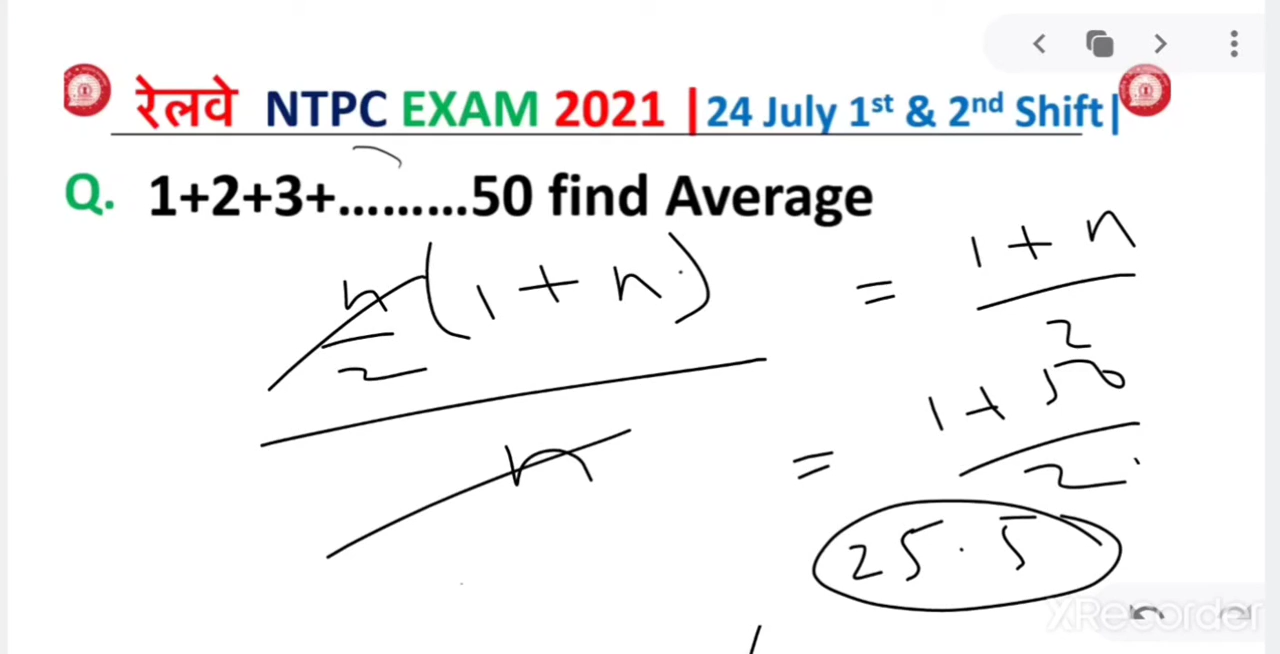 रेलवे NTPC EXAM 2021 |24 July 1st & 2nd Shift|
Q. 1+2+3+.........50 find Average
n/2 (1+n) / n = 1+n / 2
= 1+50 / 2
25.5
XRecorder